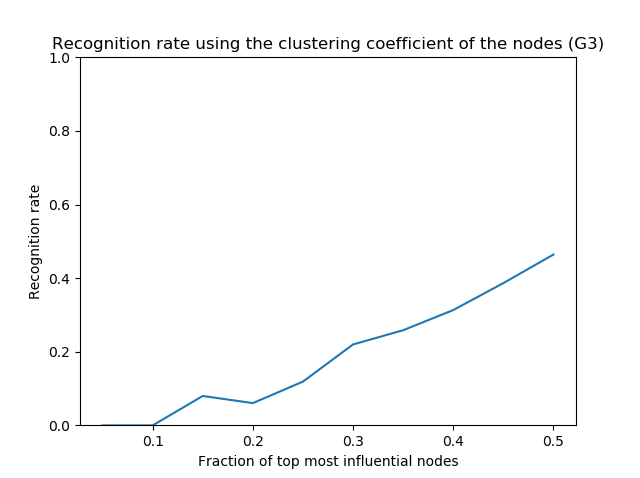 Recognition rate using the clustering coefficient of the nodes (G3)
1.0
0.8
0.6
0.4
0.2
0.0
Recognition rate
0.1 0.2 0.3 0.4 0.5
Fraction of top most influential nodes